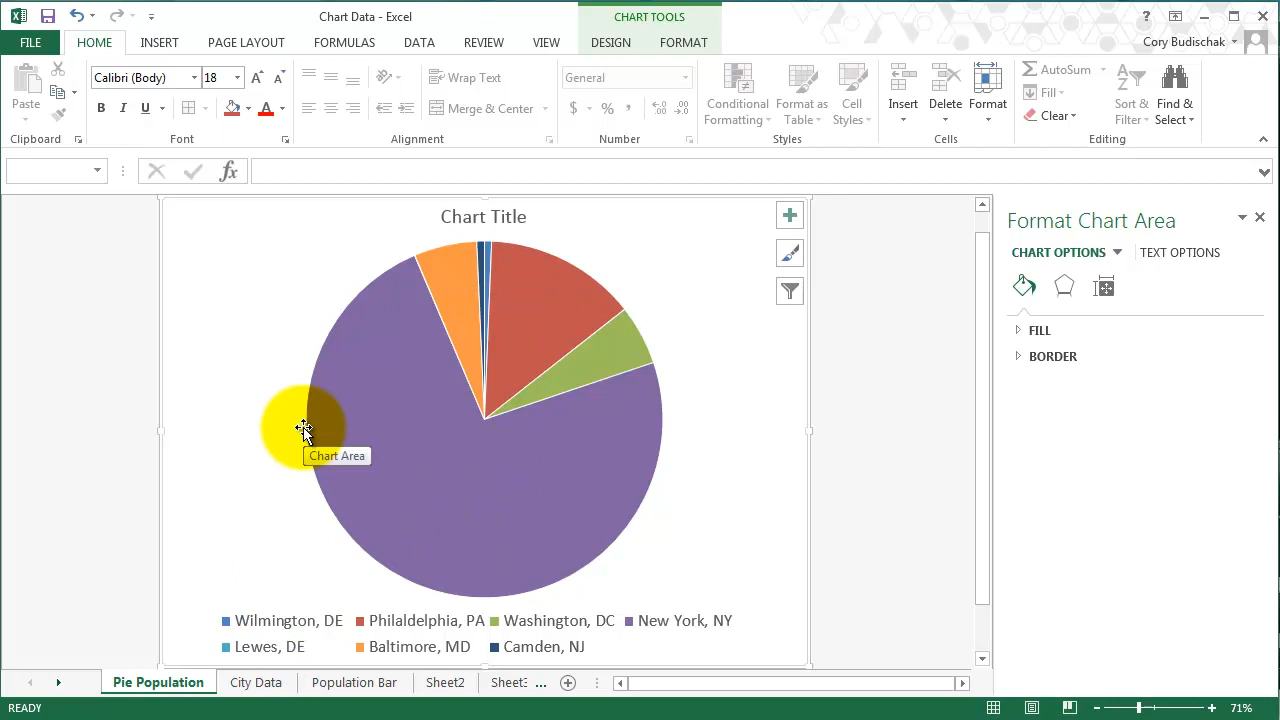 Chart Data - Excel
CHART TOOLS
?
FILE
HOME
INSERT
PAGE LAYOUT
FORMULAS
DATA
REVIEW
VIEW
DESIGN
FORMAT
Cory Budischak
Paste
Clipboard
Calibri (Body)
18
A A
B I U A
Font
Wrap Text
Merge & Center
Alignment
General
$ % ,
Number
Conditional Formatting
Format as Table
Cell Styles
Styles
Insert
Delete
Format
Cells
AutoSum
Fill
Clear
Sort & Filter
Find & Select
Editing
fx
Chart Title
Chart Area
Wilmington, DE
Philaldelphia, PA
Washington, DC
New York, NY
Lewes, DE
Baltimore, MD
Camden, NJ
Format Chart Area
CHART OPTIONS
TEXT OPTIONS
FILL
BORDER
Pie Population
City Data
Population Bar
Sheet2
Sheet3
...
READY
71%